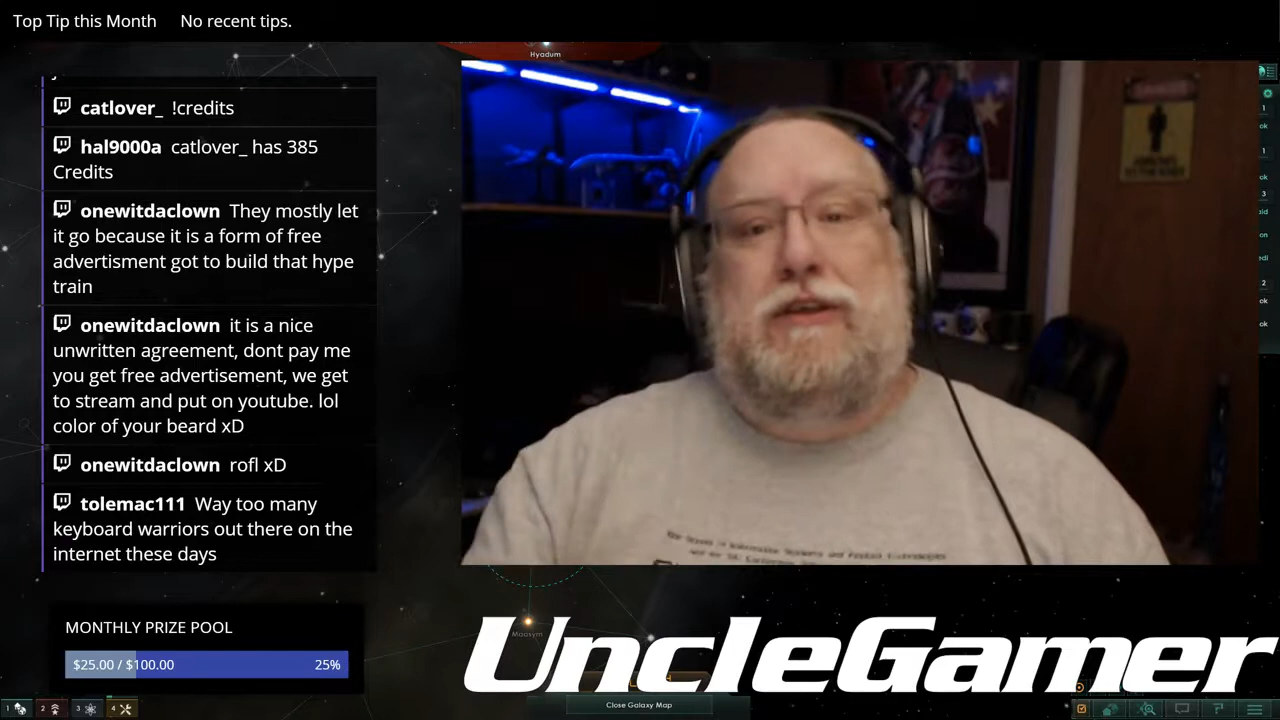 Top Tip this Month No recent tips.
Hyadum
catlover_ !credits
hal9000a catlover_ has 385
Credits
onewitdaclown They mostly let
it go because it is a form of free
advertisment got to build that hype
train
onewitdaclown it is a nice
unwritten agreement, dont pay me
you get free advertisement, we get
to stream and put on youtube. lol
color of your beard xD
onewitdaclown rofl xD
tolemac111 Way too many
keyboard warriors out there on the
internet these days
MONTHLY PRIZE POOL
$25.00 / $100.00 25%
UncleGamer
1 2 3 4
Close Galaxy Map